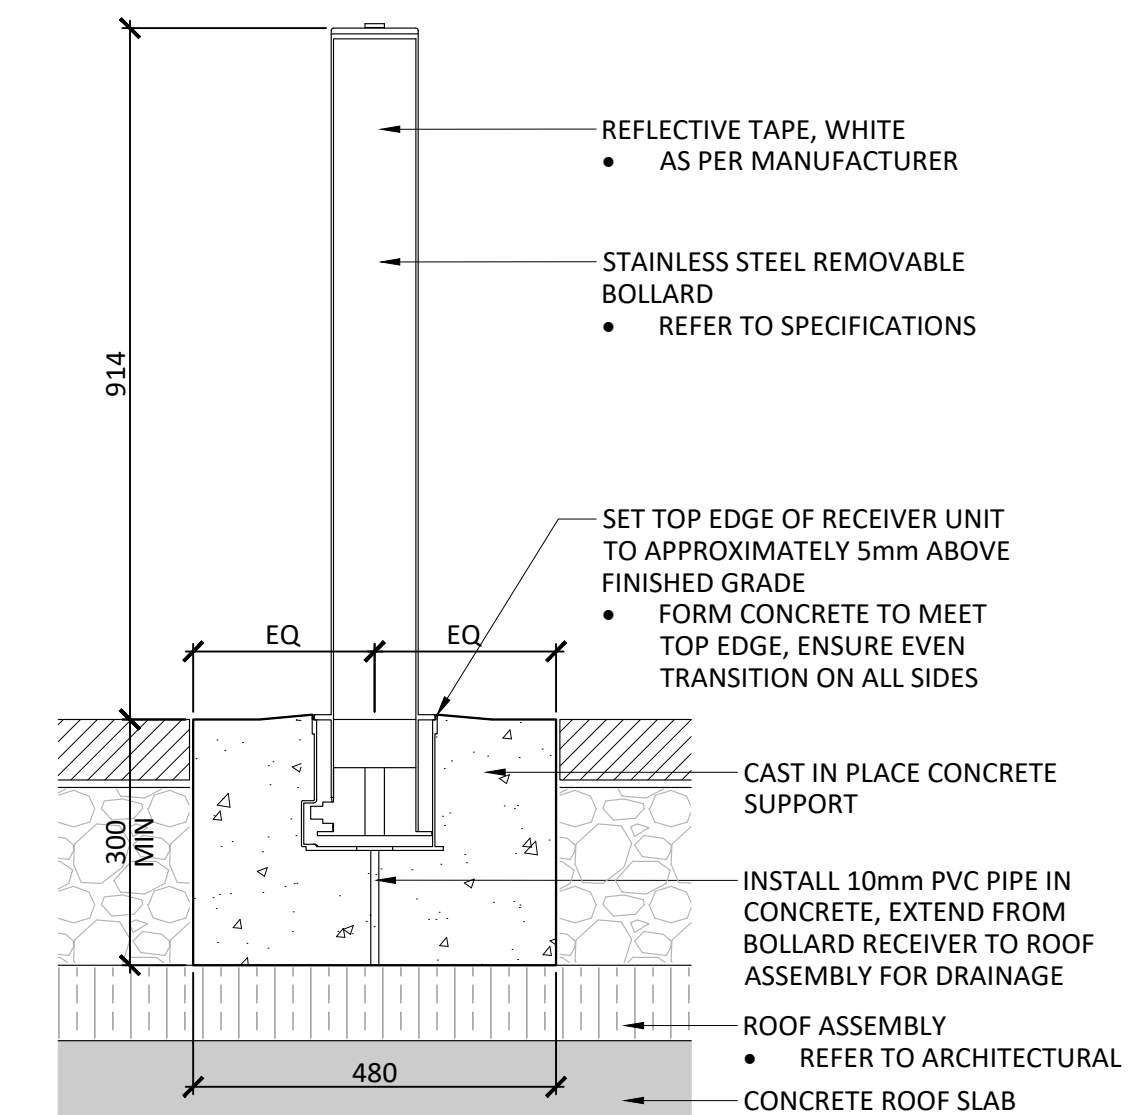 REFLECTIVE TAPE, WHITE
• AS PER MANUFACTURER
STAINLESS STEEL REMOVABLE
BOLLARD
• REFER TO SPECIFICATIONS
914
SET TOP EDGE OF RECEIVER UNIT
TO APPROXIMATELY 5mm ABOVE
FINISHED GRADE
• FORM CONCRETE TO MEET
TOP EDGE, ENSURE EVEN
TRANSITION ON ALL SIDES
EQ EQ
CAST IN PLACE CONCRETE
SUPPORT
300
MIN
INSTALL 10mm PVC PIPE IN
CONCRETE, EXTEND FROM
BOLLARD RECEIVER TO ROOF
ASSEMBLY FOR DRAINAGE
ROOF ASSEMBLY
• REFER TO ARCHITECTURAL
480
CONCRETE ROOF SLAB